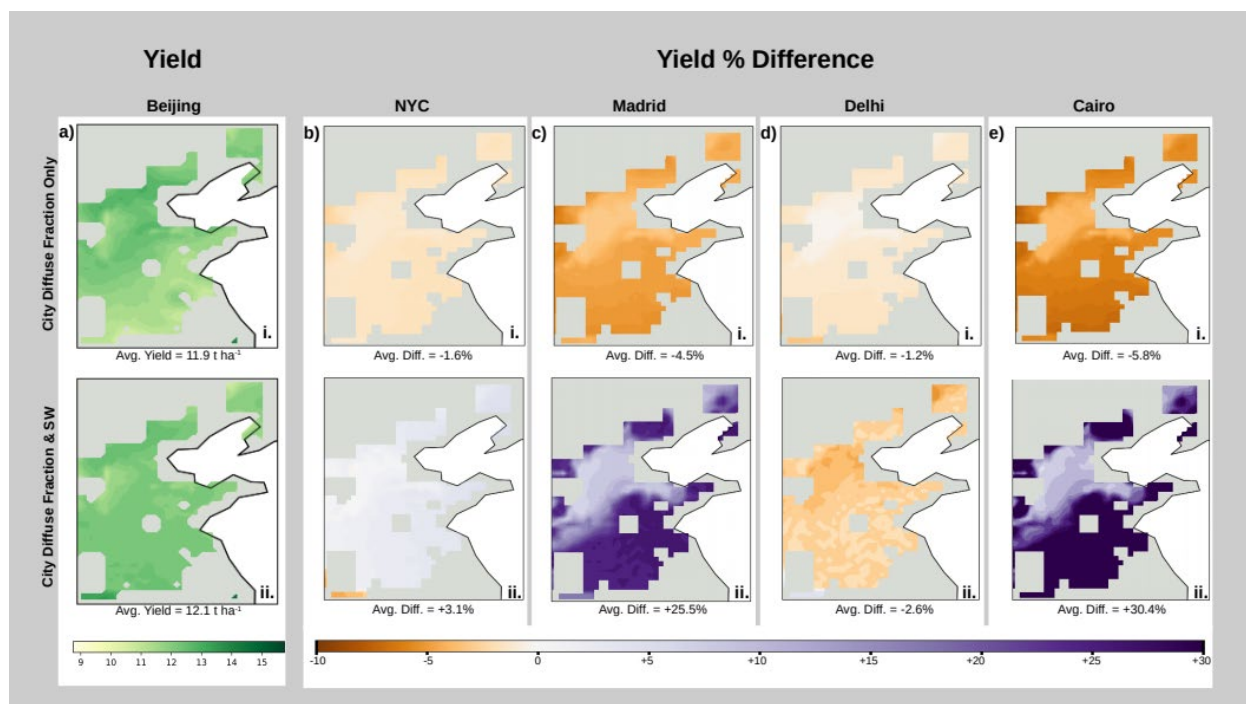 Yield
Yield % Difference
Beijing
NYC
Madrid
Delhi
Cairo
City Diffuse Fraction Only
a)
b)
c)
d)
e)
i.
i.
i.
i.
i.
Avg. Yield = 11.9 t ha⁻¹
Avg. Diff. = -1.6%
Avg. Diff. = -4.5%
Avg. Diff. = -1.2%
Avg. Diff. = -5.8%
City Diffuse Fraction & SW
ii.
ii.
ii.
ii.
ii.
Avg. Yield = 12.1 t ha⁻¹
Avg. Diff. = +3.1%
Avg. Diff. = +25.5%
Avg. Diff. = -2.6%
Avg. Diff. = +30.4%
9 10 11 12 13 14 15
-10 -5 0 +5 +10 +15 +20 +25 +30